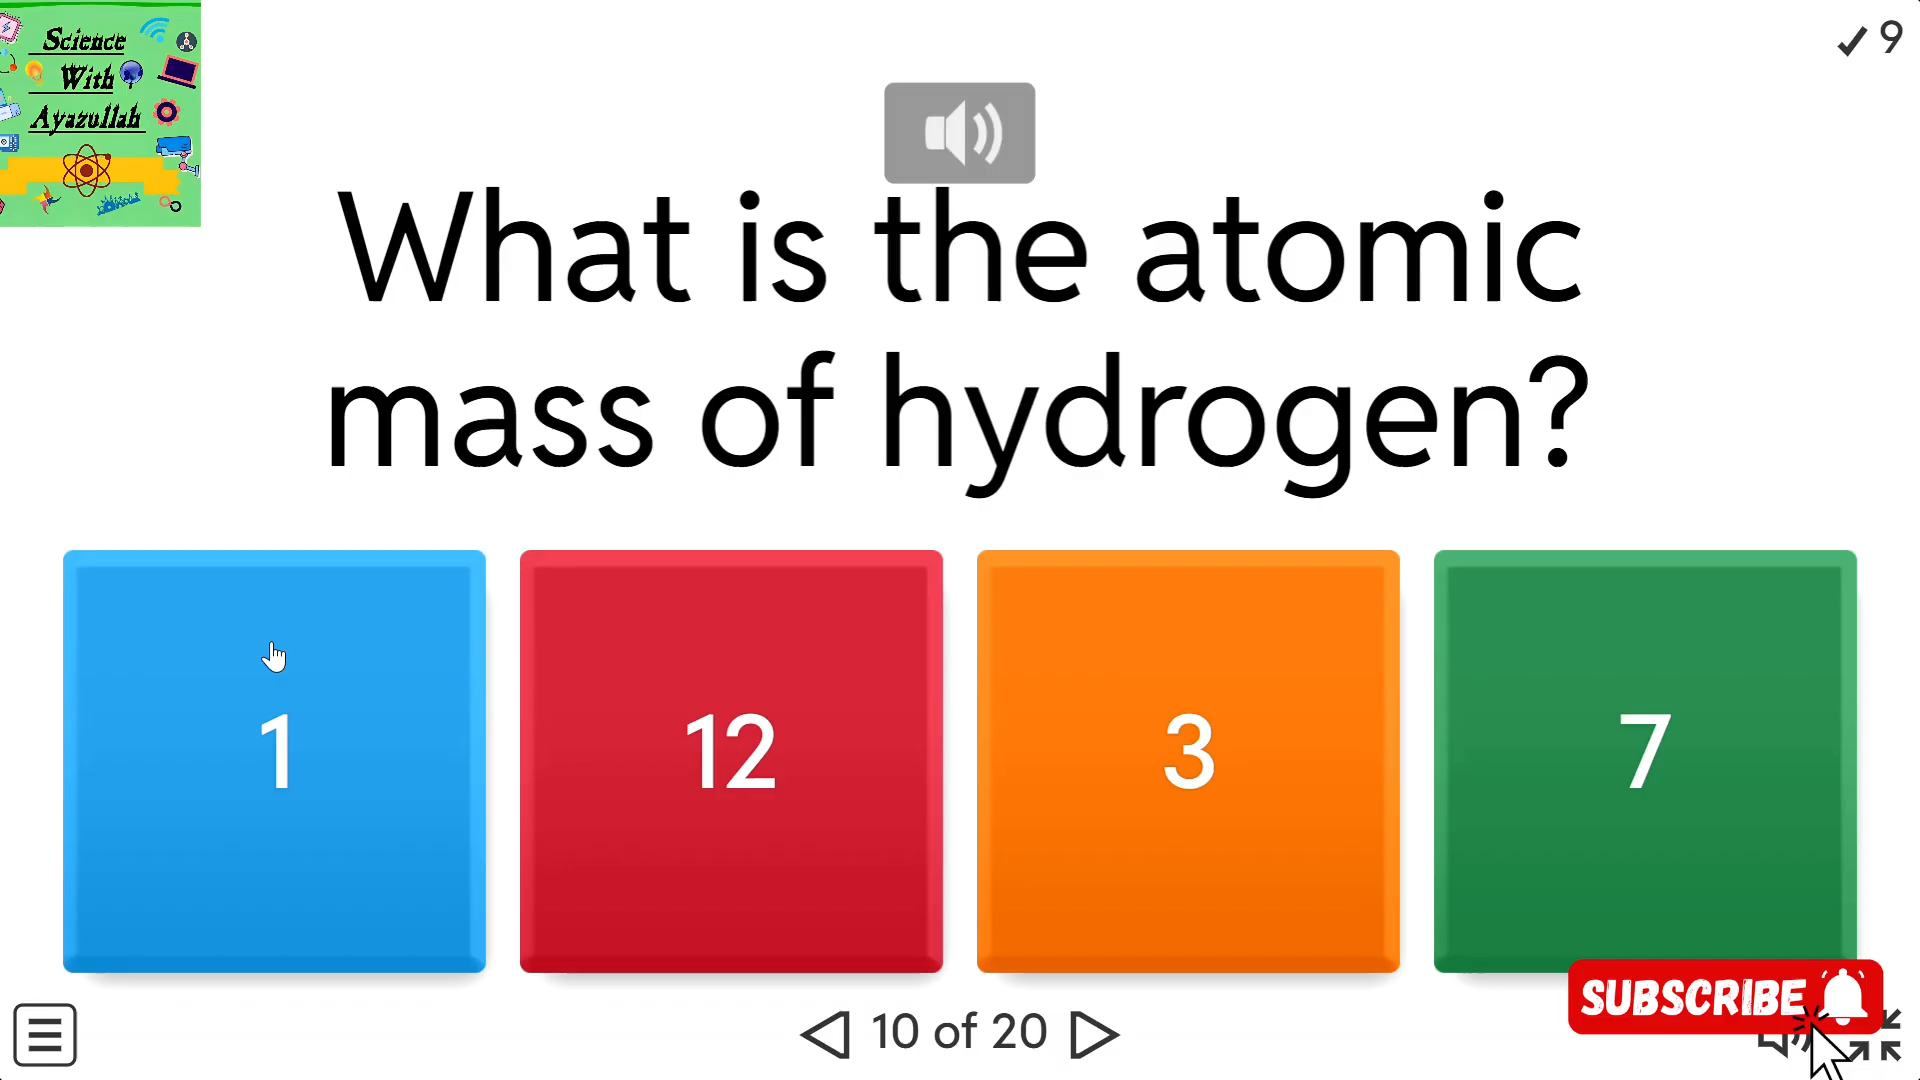 Science
With
Ayazullah
9
What is the atomic
mass of hydrogen?
1
12
3
7
10 of 20
SUBSCRIBE